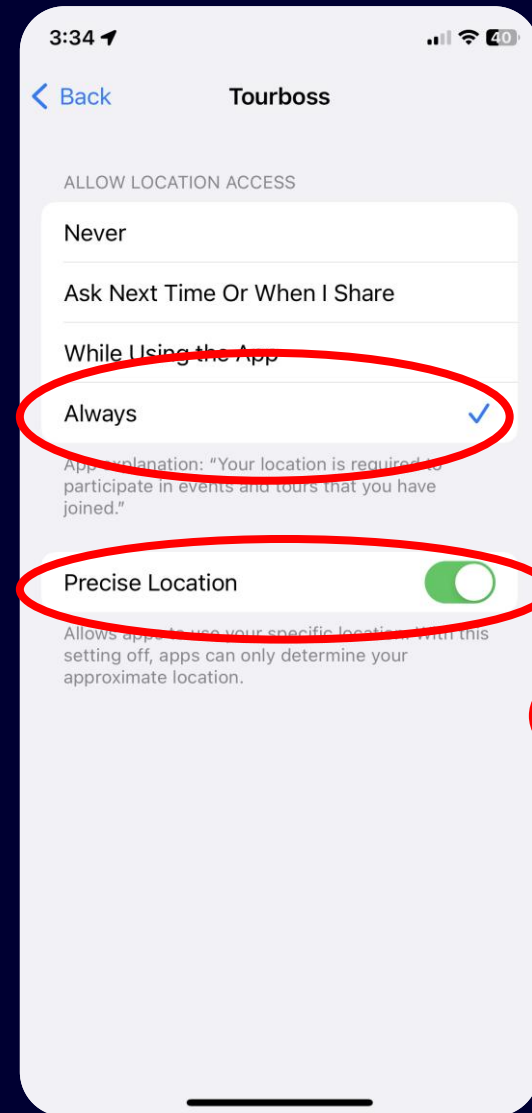 3:34
40
Back
Tourboss
ALLOW LOCATION ACCESS
Never
Ask Next Time Or When I Share
While Using the App
Always
App explanation: “Your location is required to
participate in events and tours that you have
joined.”
Precise Location
Allows apps to use your specific location. With this
setting off, apps can only determine your
approximate location.